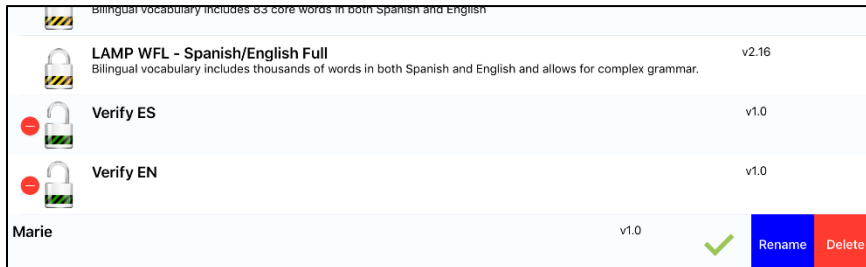 Bilingual vocabulary includes 83 core words in both Spanish and English
LAMP WFL - Spanish/English Full v2.16
Bilingual vocabulary includes thousands of words in both Spanish and English and allows for complex grammar.
Verify ES v1.0
Verify EN v1.0
Marie v1.0 Rename Delete